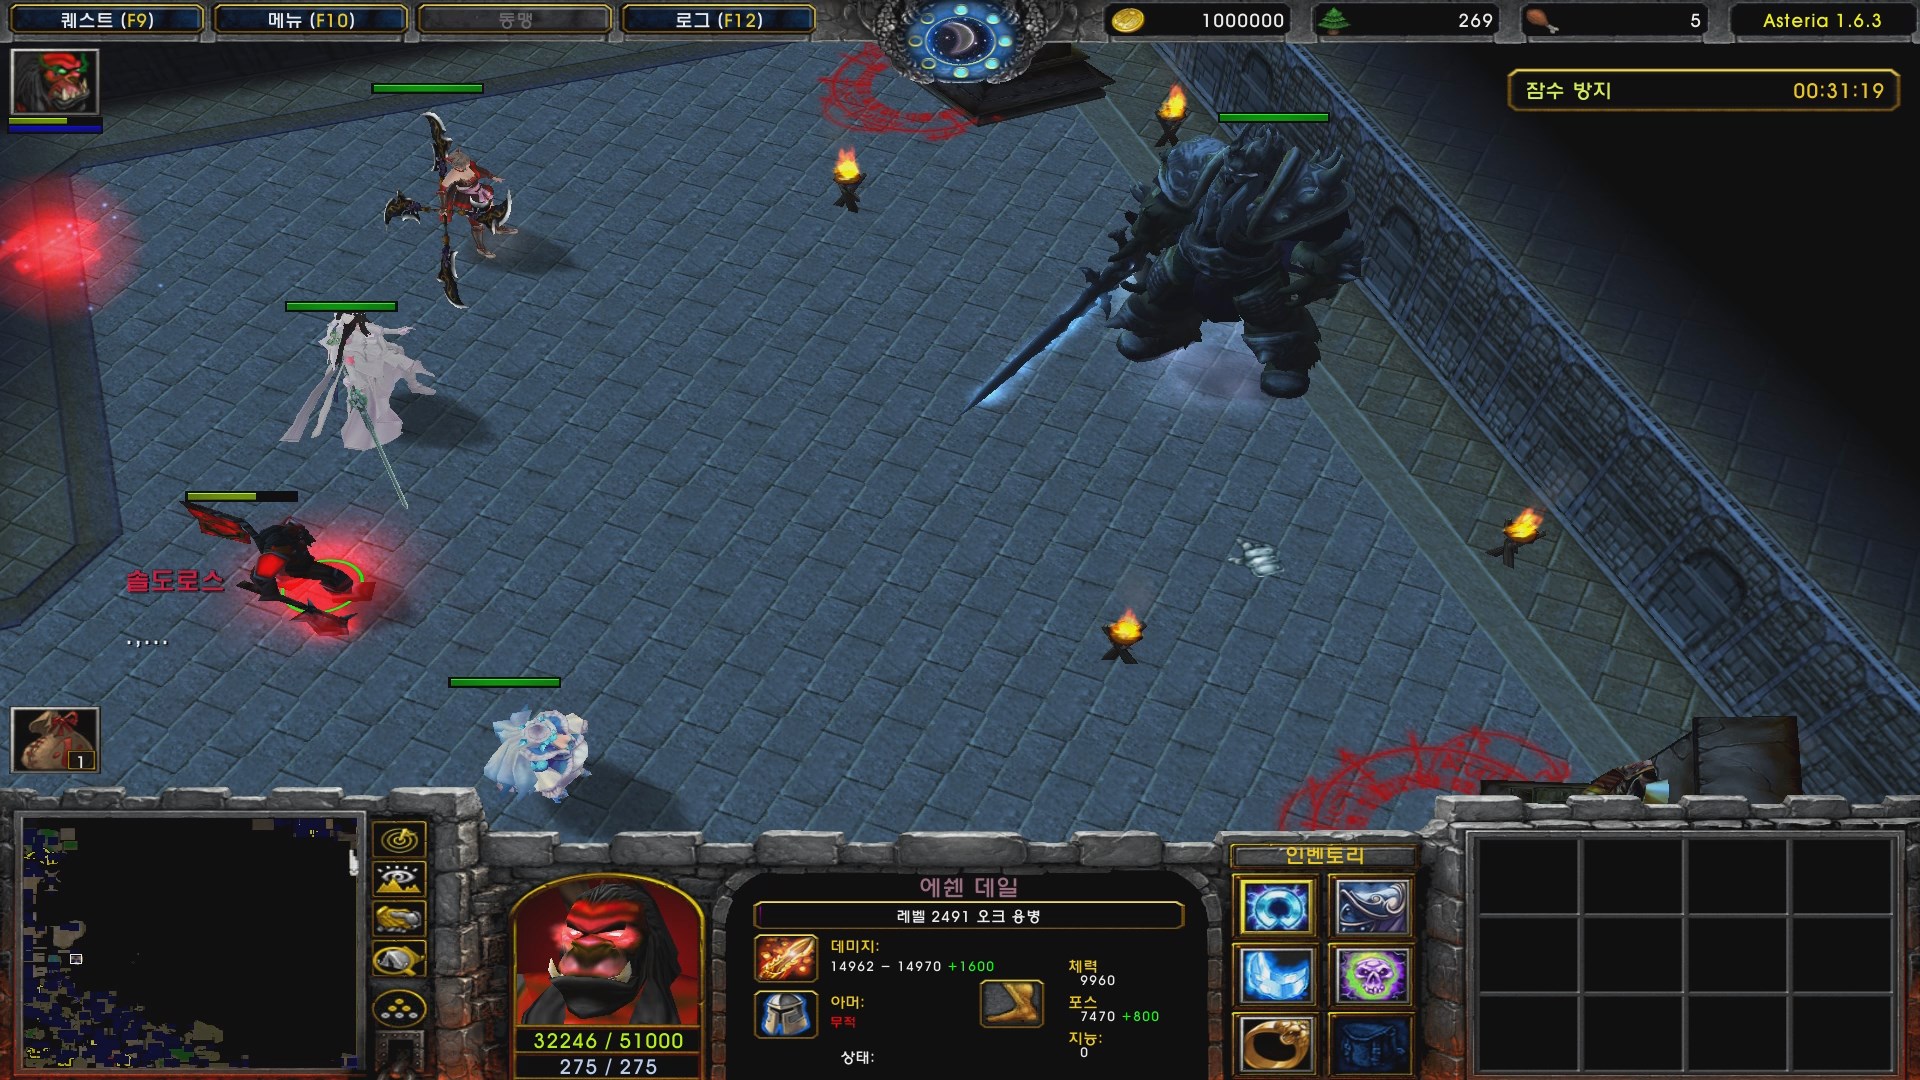 퀘스트 (F9) 메뉴 (F10) 동맹 로그 (F12) 1000000 269 5 Asteria 1.6.3
잠수 방지 00:31:19
솔도로스
.,...
1
인벤토리
에쉔 데일
레벨 2491 오크 용병
데미지:
14962 - 14970 +1600
체력
9960
아머:
무적
포스
7470 +800
지능:
0
상태:
32246 / 51000
275 / 275